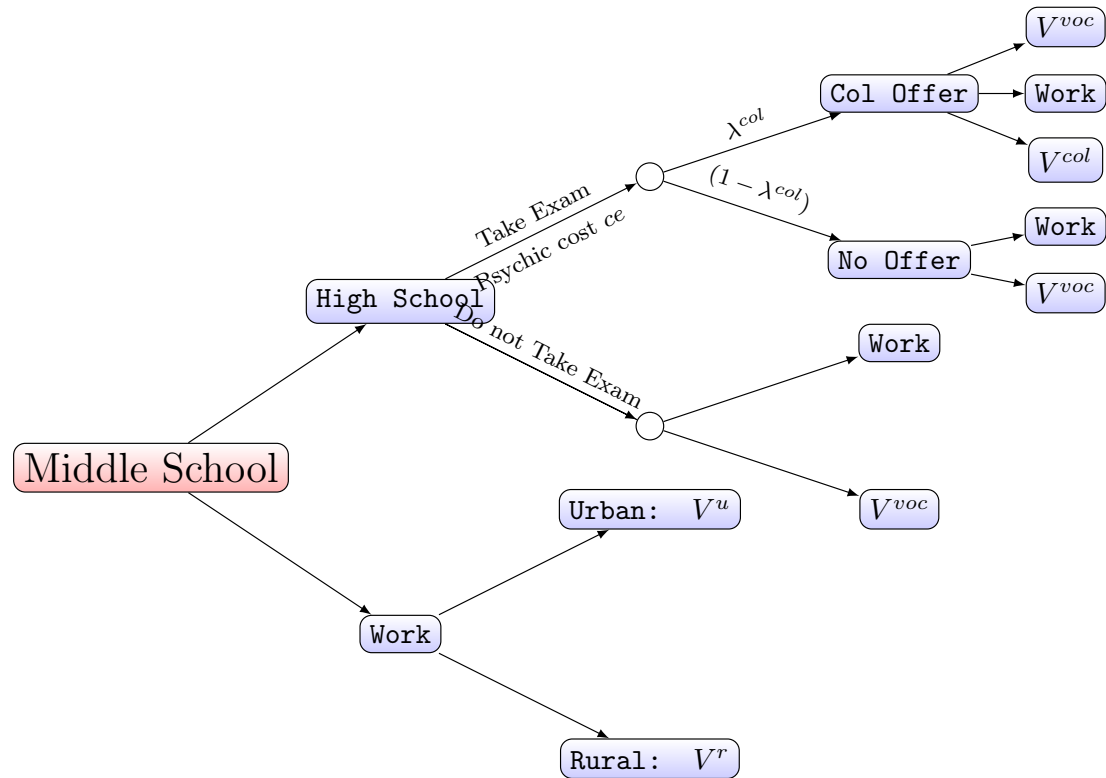 V^{voc}
Col Offer
Work
λ^{col}
V^{col}
(1 − λ^{col})
Take Exam
Psychic cost ce
Work
No Offer
V^{voc}
High School
Do not Take Exam
Work
Middle School
Urban: V^u
V^{voc}
Work
Rural: V^r